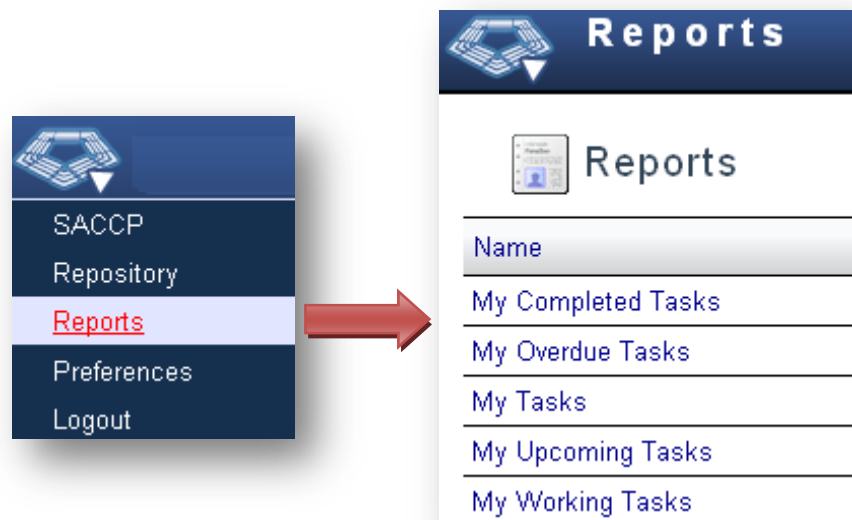 SACCP
Repository
Reports
Preferences
Logout
Reports
Reports
Name
My Completed Tasks
My Overdue Tasks
My Tasks
My Upcoming Tasks
My Working Tasks